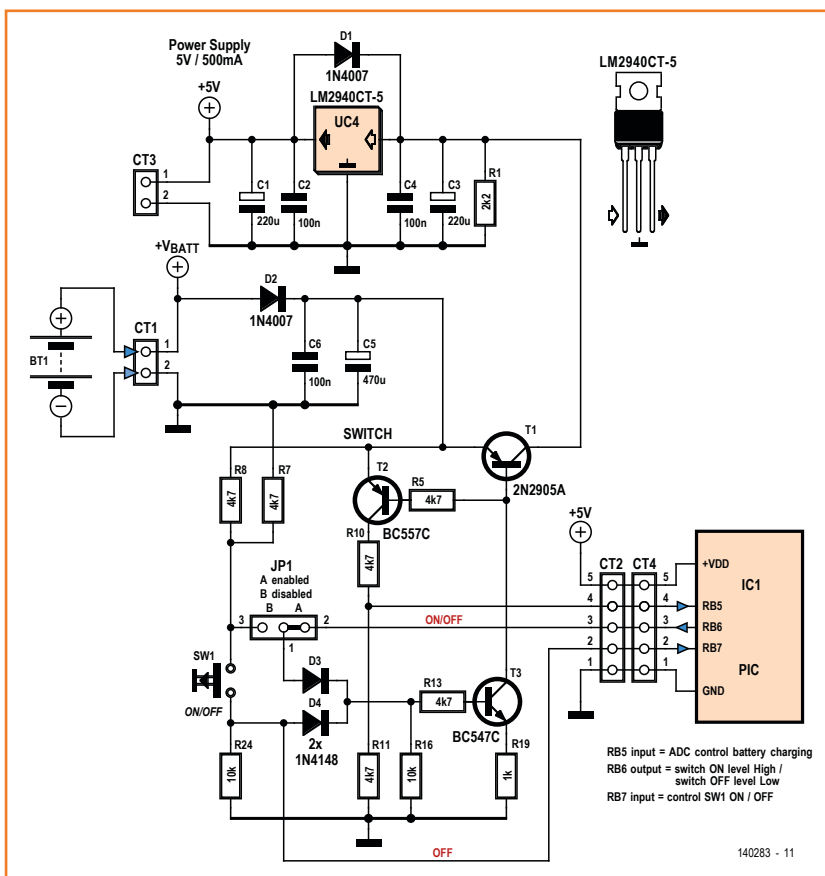 Power Supply
5V / 500mA
+5V
D1
1N4007
LM2940CT-5
UC4
LM2940CT-5
CT3
1
2
C1
220u
C2
100n
C4
100n
C3
220u
R1
2k2
+VBATT
D2
1N4007
CT1
1
2
BT1
C6
100n
C5
470u
SWITCH
T1
2N2905A
R8
4k7
R7
4k7
T2
BC557C
R5
4k7
R10
4k7
+5V
CT2
CT4
5
5
4
4
3
3
2
2
1
1
+VDD
IC1
RB5
RB6
RB7
PIC
GND
JP1
A enabled
B disabled
3
B
A
2
1
ON/OFF
SW1
ON/OFF
D3
D4
2x
1N4148
R13
4k7
T3
BC547C
R24
10k
R11
4k7
R16
10k
R19
1k
OFF
RB5 input = ADC control battery charging
RB6 output = switch ON level High /
switch OFF level Low
RB7 input = control SW1 ON / OFF
140283 - 11